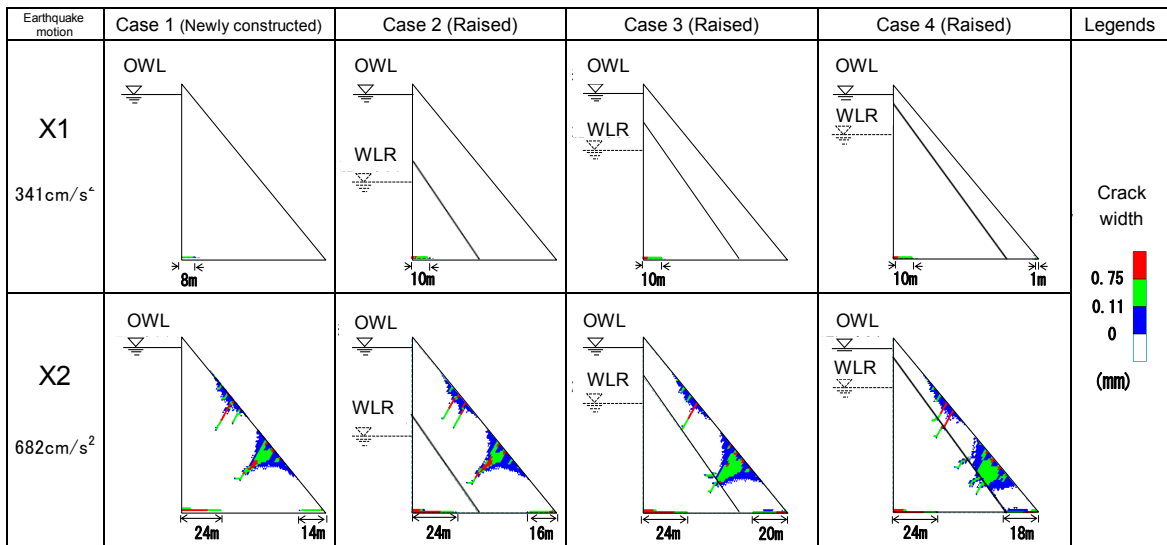 Earthquake
motion
Case 1 (Newly constructed)
Case 2 (Raised)
Case 3 (Raised)
Case 4 (Raised)
Legends
X1
341cm/s²
OWL
8m
OWL
WLR
10m
OWL
WLR
10m
OWL
WLR
10m
1m
Crack
width
0.75
0.11
0
(mm)
X2
682cm/s²
OWL
24m
14m
OWL
WLR
24m
16m
OWL
WLR
24m
20m
OWL
WLR
24m
18m